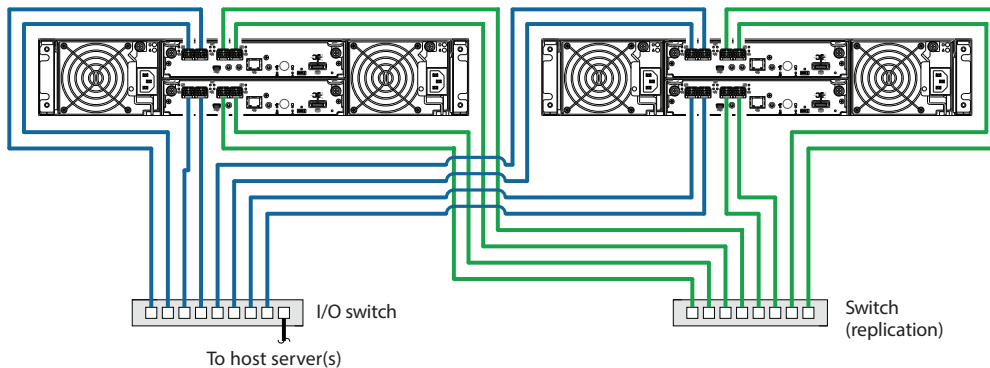 I/O switch
Switch
(replication)
To host server(s)